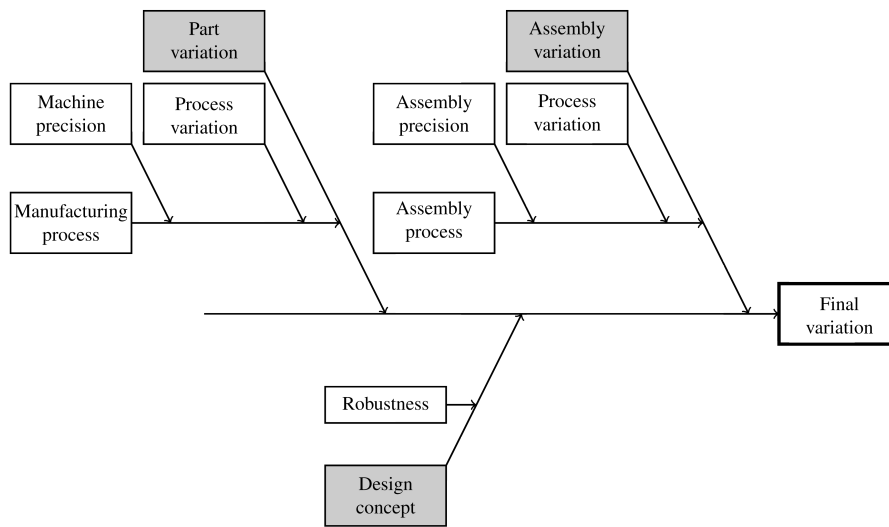 Part
variation
Assembly
variation
Machine
precision
Process
variation
Assembly
precision
Process
variation
Manufacturing
process
Assembly
process
Final
variation
Robustness
Design
concept